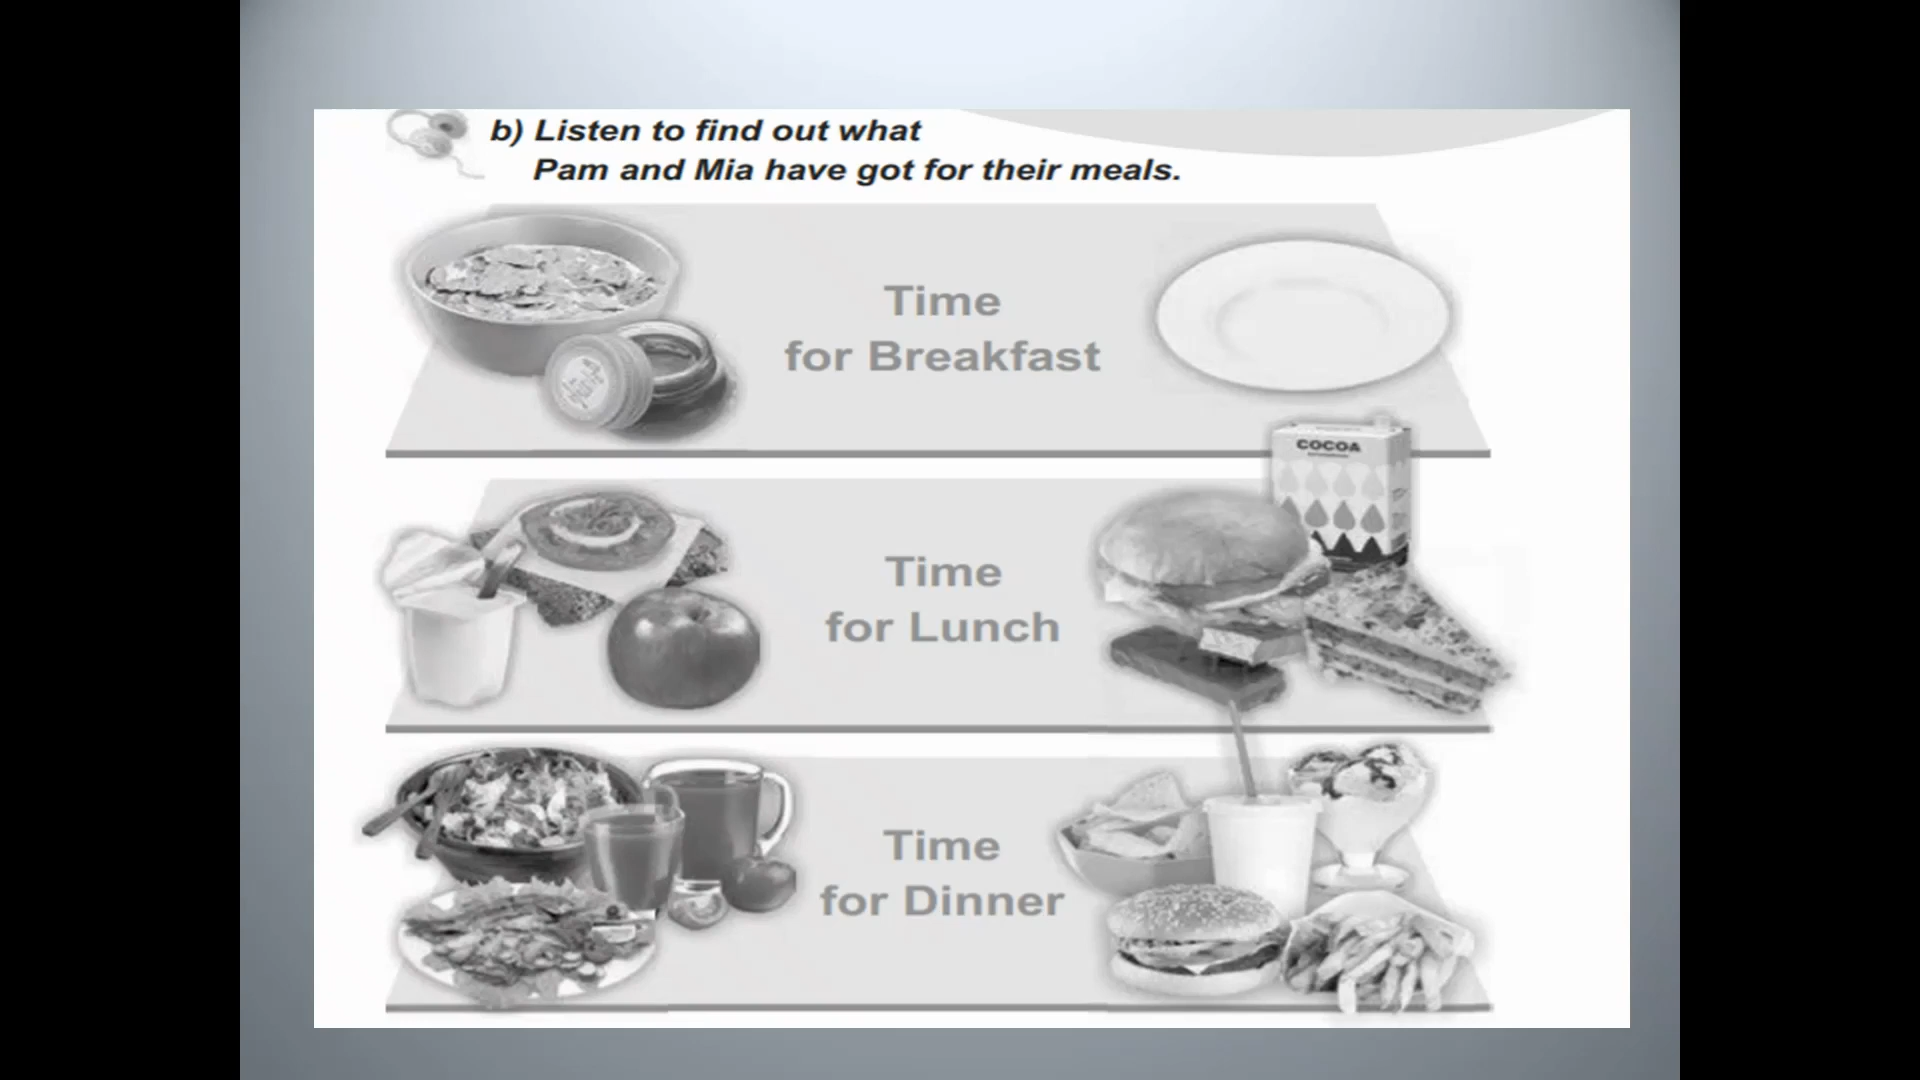 b) Listen to find out what
Pam and Mia have got for their meals.
Time
for Breakfast
COCOA
Time
for Lunch
Time
for Dinner